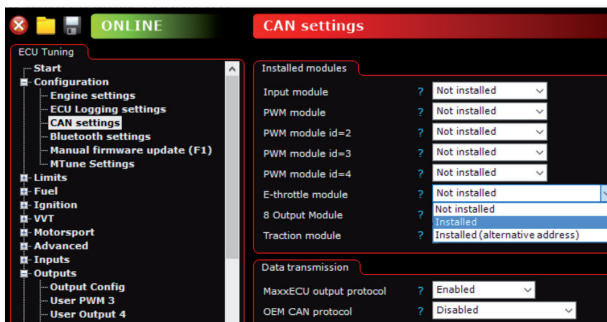 ONLINE
CAN settings
ECU Tuning
Start
Configuration
Engine settings
ECU Logging settings
CAN settings
Bluetooth settings
Manual firmware update (F1)
MTune Settings
Limits
Fuel
Ignition
VVT
Motorsport
Advanced
Inputs
Outputs
Output Config
User PWM 3
User Output 4
Installed modules
Input module ? Not installed
PWM module ? Not installed
PWM module id=2 ? Not installed
PWM module id=3 ? Not installed
PWM module id=4 ? Not installed
E-throttle module ? Not installed
Not installed
8 Output Module ? Installed
Traction module ? Installed (alternative address)
Data transmission
MaxxECU output protocol ? Enabled
OEM CAN protocol ? Disabled